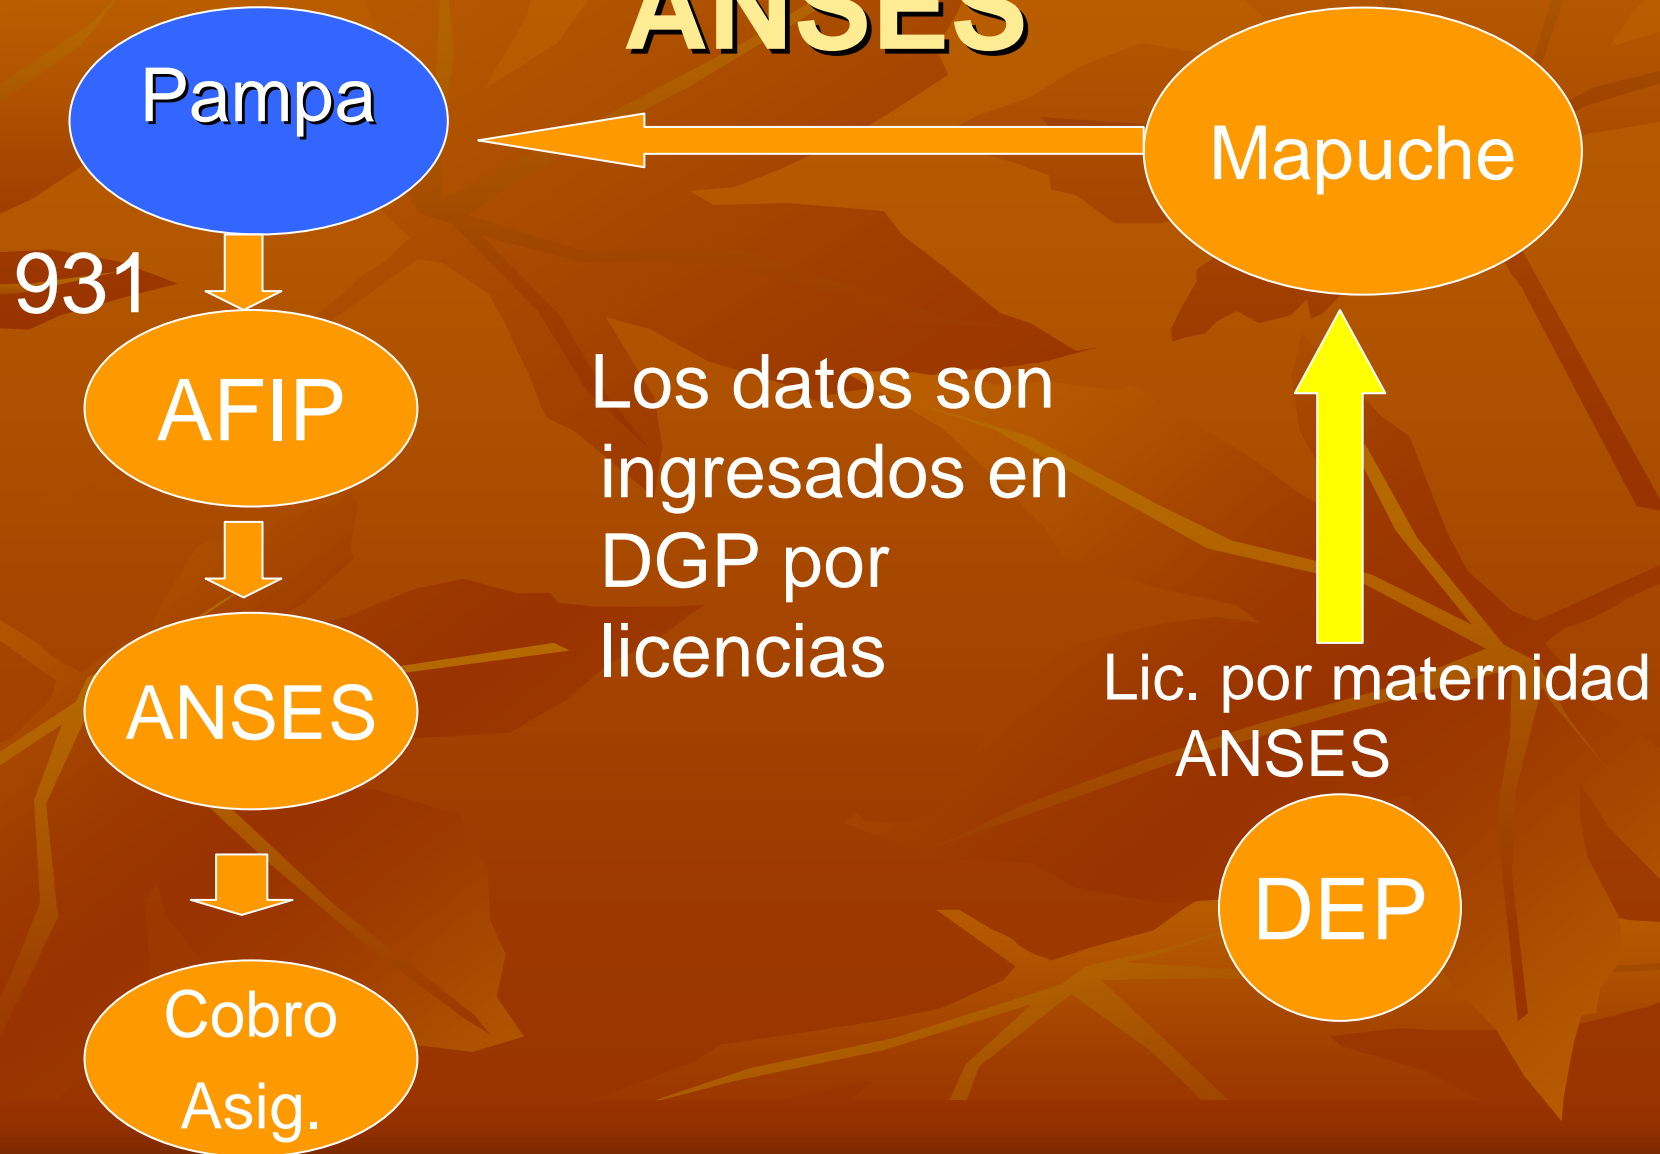 ANSES
Pampa
Mapuche
931
AFIP
Los datos son
ingresados en
DGP por
licencias
ANSES
Lic. por maternidad
ANSES
DEP
Cobro
Asig.